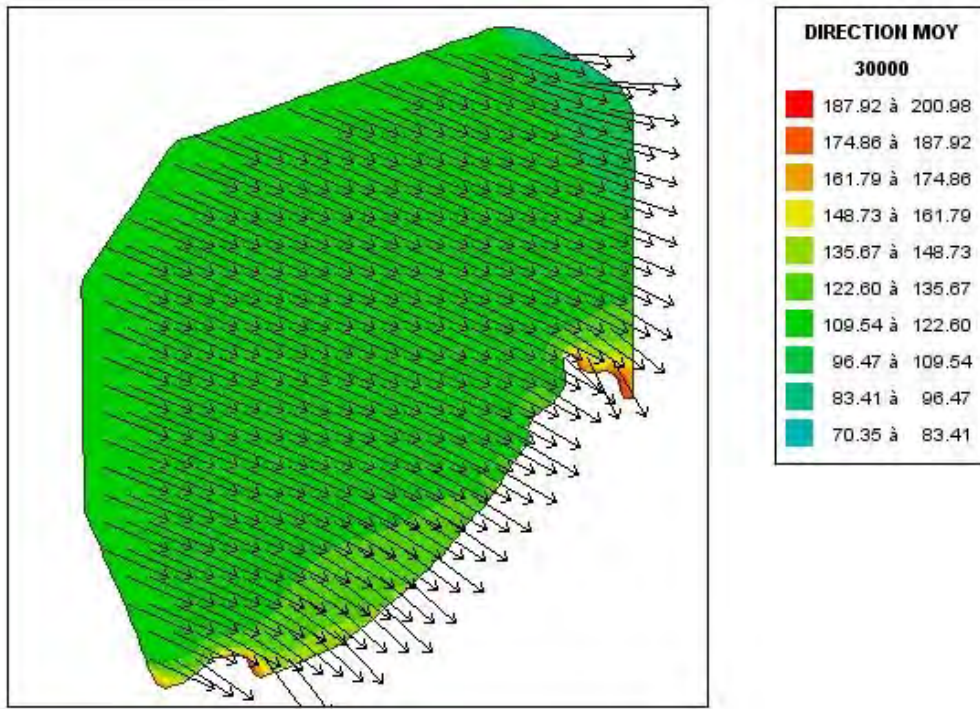 DIRECTION MOY
30000
187.92 à 200.98
174.86 à 187.92
161.79 à 174.86
148.73 à 161.79
135.67 à 148.73
122.60 à 135.67
109.54 à 122.60
96.47 à 109.54
83.41 à 96.47
70.35 à 83.41